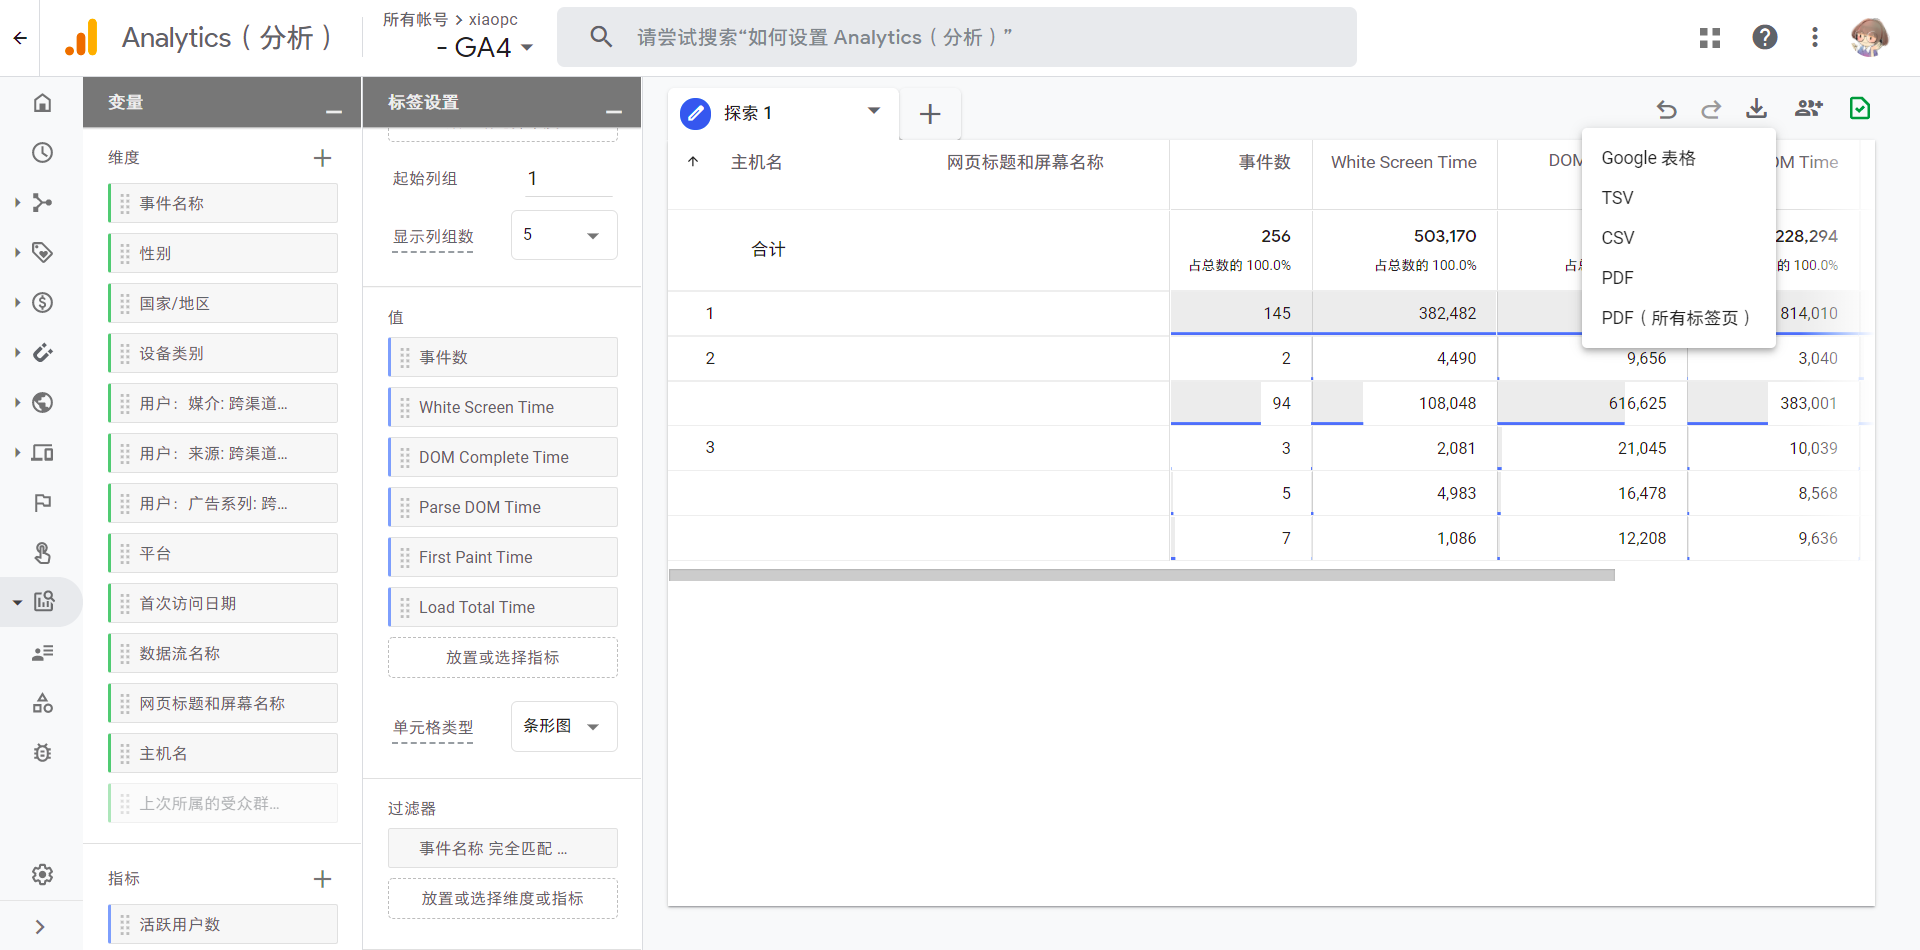 Analytics（分析）
所有帐号 > xiaopc
- GA4
请尝试搜索“如何设置 Analytics（分析）”
变量
维度
事件名称
性别
国家/地区
设备类别
用户：媒介: 跨渠道...
用户：来源: 跨渠道...
用户：广告系列: 跨...
平台
首次访问日期
数据流名称
网页标题和屏幕名称
主机名
上次所属的受众群...
指标
活跃用户数
标签设置
起始列组 1
显示列组数 5
值
事件数
White Screen Time
DOM Complete Time
Parse DOM Time
First Paint Time
Load Total Time
放置或选择指标
单元格类型 条形图
过滤器
事件名称 完全匹配 ...
放置或选择维度或指标
探索 1
主机名 网页标题和屏幕名称 事件数 White Screen Time DOM OM Time
合计 256 503,170 228,294
占总数的 100.0% 占总数的 100.0% 占总 的 100.0%
1 145 382,482 814,010
2 2 4,490 9,656 3,040
94 108,048 616,625 383,001
3 3 2,081 21,045 10,039
5 4,983 16,478 8,568
7 1,086 12,208 9,636
Google 表格
TSV
CSV
PDF
PDF（所有标签页）